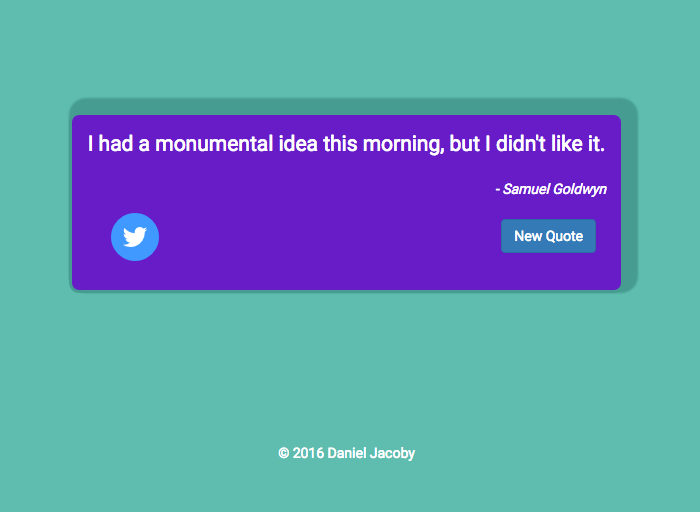 I had a monumental idea this morning, but I didn't like it.
- Samuel Goldwyn
New Quote
© 2016 Daniel Jacoby